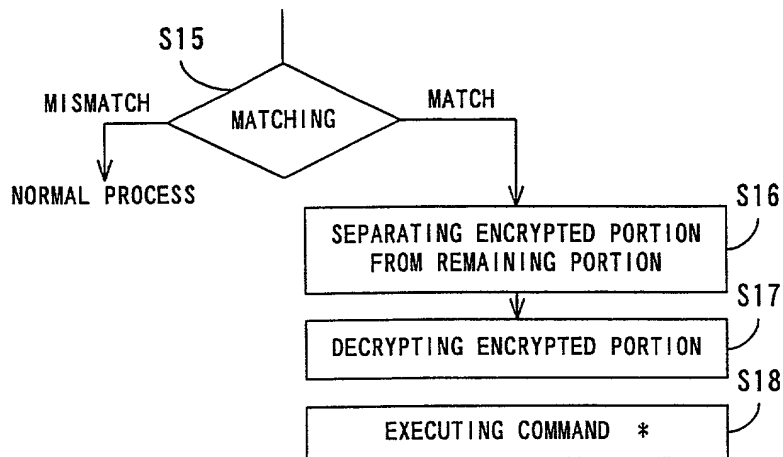 S15
MISMATCH
MATCHING
MATCH
NORMAL PROCESS
S16
SEPARATING ENCRYPTED PORTION
FROM REMAINING PORTION
S17
DECRYPTING ENCRYPTED PORTION
S18
EXECUTING COMMAND *